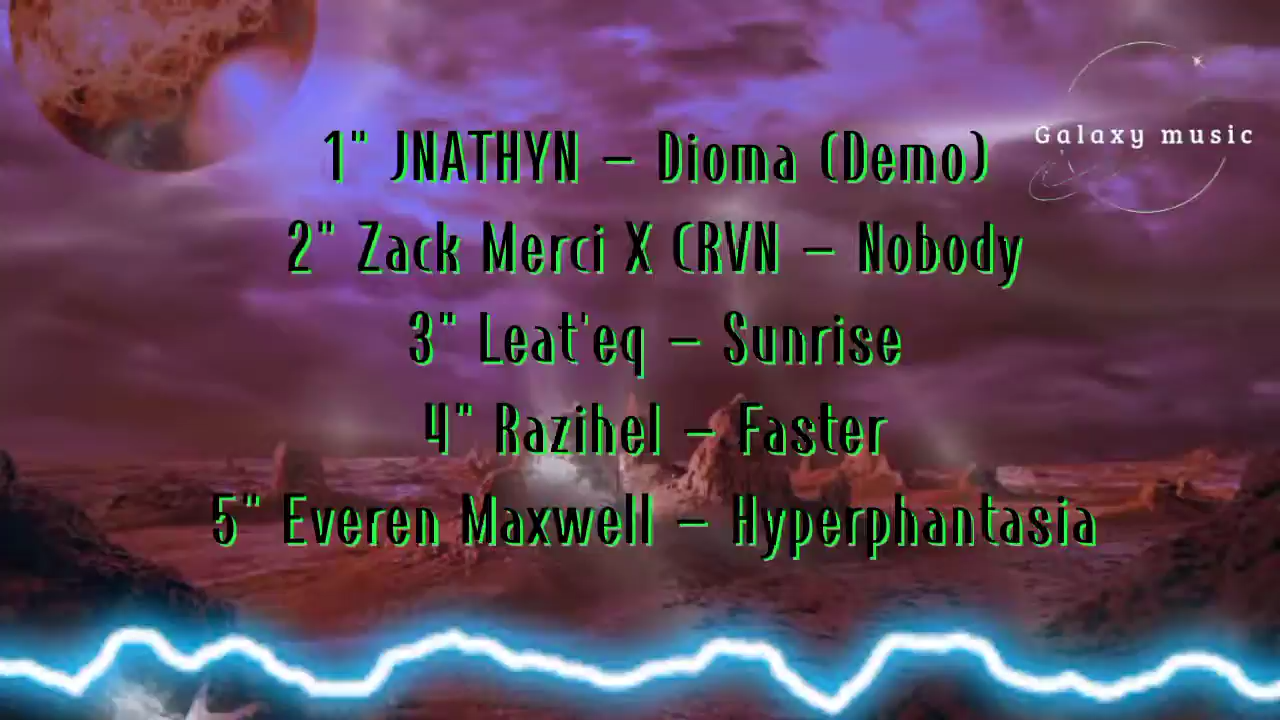 Galaxy music
1" JNATHYN – Dioma (Demo)
2" Zack Merci X CRVN – Nobody
3" Leat'eq – Sunrise
4" Razihel – Faster
5" Everen Maxwell – Hyperphantasia